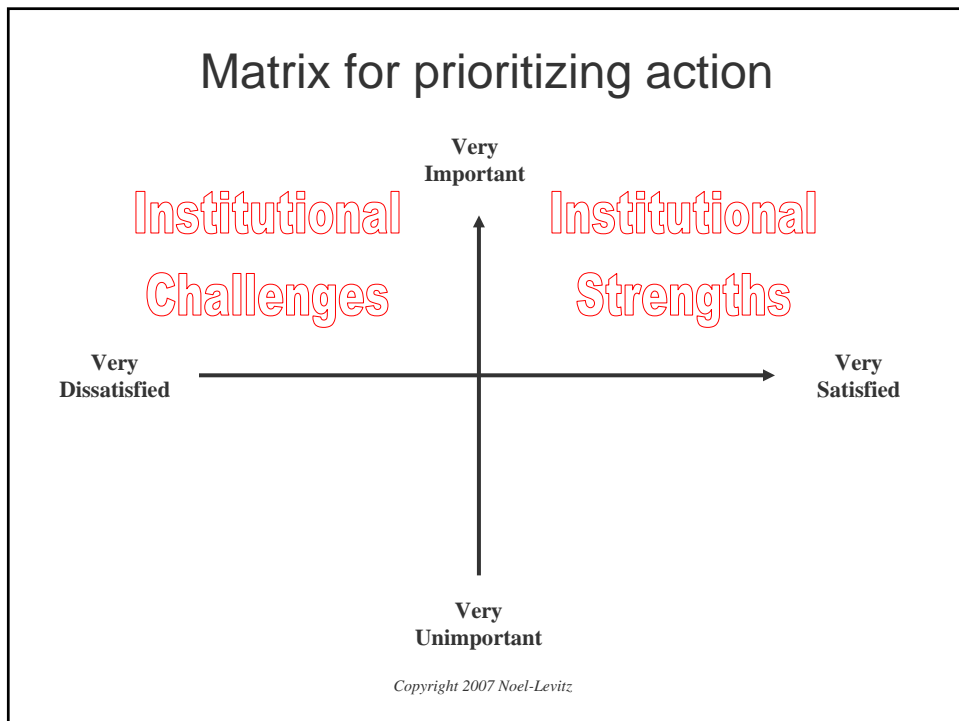 Matrix for prioritizing action
Very
Important
Institutional
Challenges
Institutional
Strengths
Very
Dissatisfied
Very
Satisfied
Very
Unimportant
Copyright 2007 Noel-Levitz